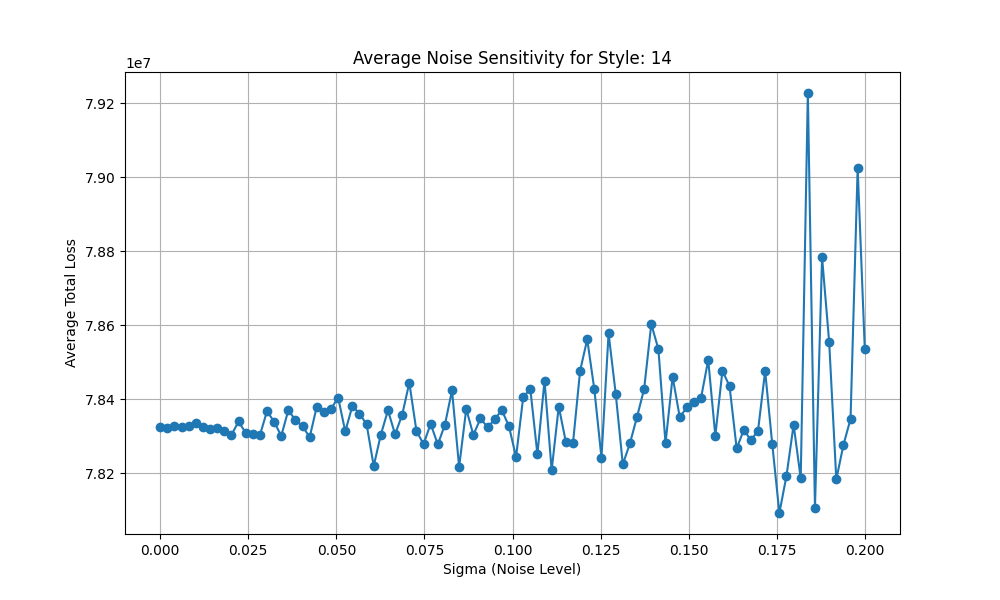 Average Noise Sensitivity for Style: 14
1e7
7.92
7.90
7.88
7.86
7.84
7.82
Average Total Loss
0.000 0.025 0.050 0.075 0.100 0.125 0.150 0.175 0.200
Sigma (Noise Level)